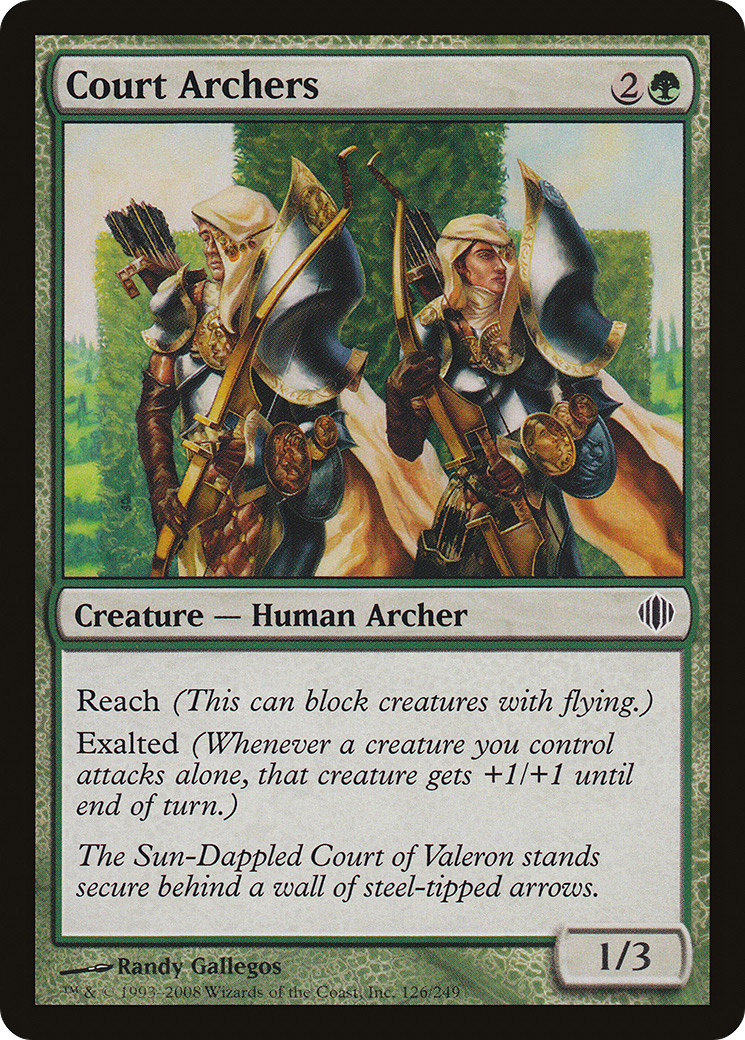 Court Archers 2
Creature — Human Archer
Reach (This can block creatures with flying.)
Exalted (Whenever a creature you control
attacks alone, that creature gets +1/+1 until
end of turn.)
The Sun-Dappled Court of Valeron stands
secure behind a wall of steel-tipped arrows.
1/3
Randy Gallegos
™ & © 1993–2008 Wizards of the Coast, Inc. 126/249